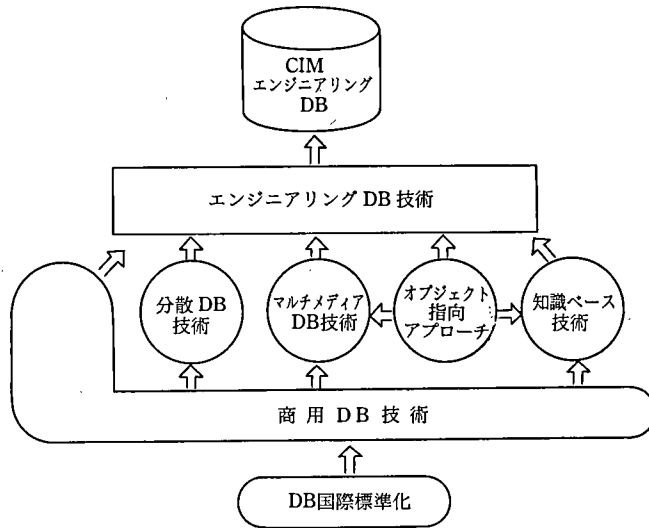 CIM
エンジニアリング
DB
エンジニアリング DB 技術
分散 DB
技術
マルチメディア
DB技術
オブジェクト
指向
アプローチ
知識ベース
技術
商用DB技術
DB国際標準化